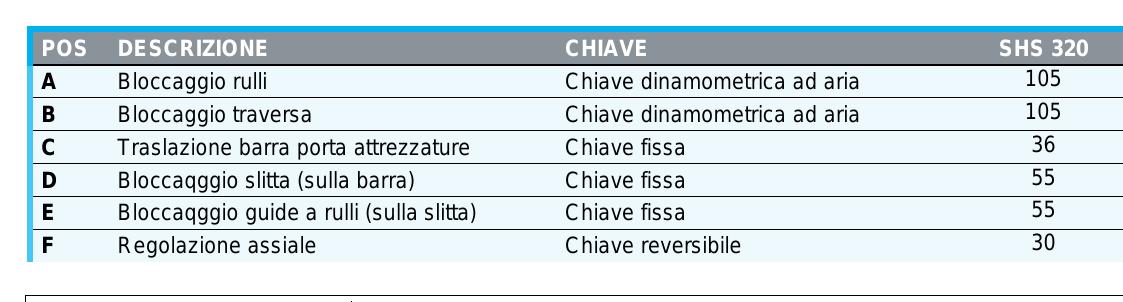 POS DESCRIZIONE CHIAVE SHS 320
A Bloccaggio rulli Chiave dinamometrica ad aria 105
B Bloccaggio traversa Chiave dinamometrica ad aria 105
C Traslazione barra porta attrezzature Chiave fissa 36
D Bloccaqggio slitta (sulla barra) Chiave fissa 55
E Bloccaqggio guide a rulli (sulla slitta) Chiave fissa 55
F Regolazione assiale Chiave reversibile 30